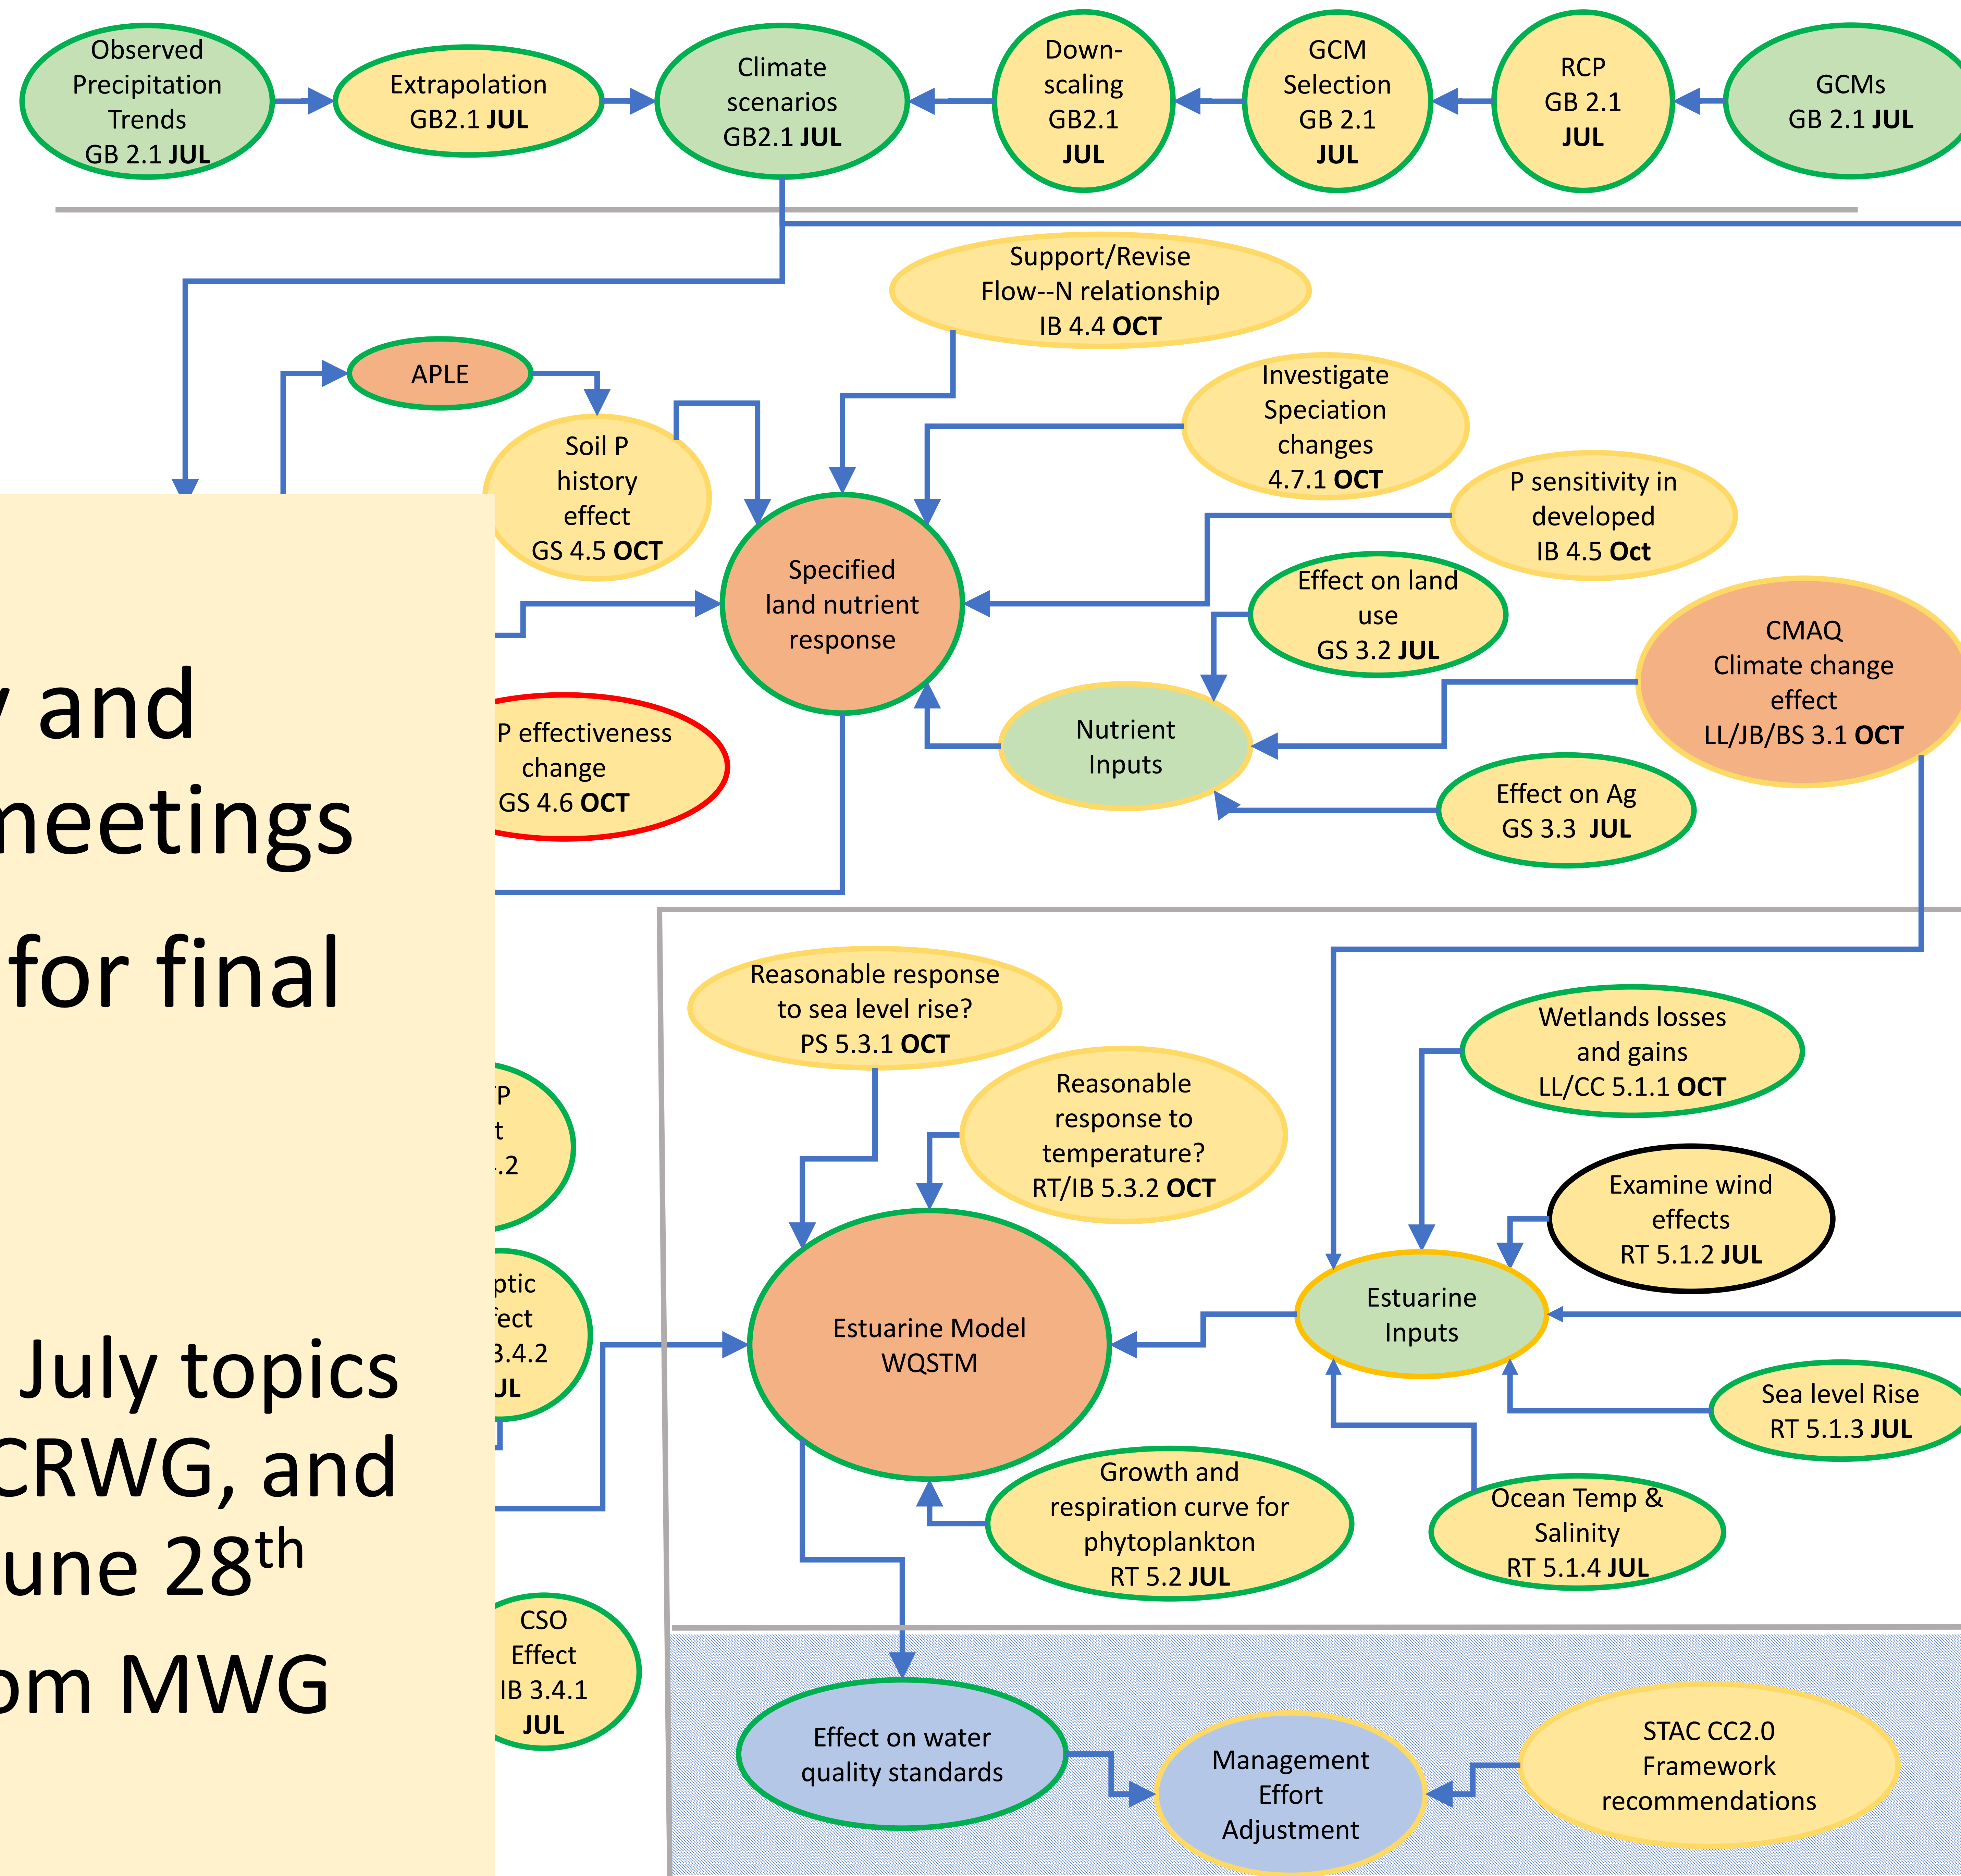 Observed
Precipitation
Trends
GB 2.1 JUL
Extrapolation
GB2.1 JUL
Climate
scenarios
GB2.1 JUL
Down-
scaling
GB2.1
JUL
GCM
Selection
GB 2.1
JUL
RCP
GB 2.1
JUL
GCMs
GB 2.1 JUL
Support/Revise
Flow--N relationship
IB 4.4 OCT
APLE
Investigate
Speciation
changes
4.7.1 OCT
Soil P
history
effect
GS 4.5 OCT
P sensitivity in
developed
IB 4.5 Oct
Specified
land nutrient
response
Effect on land
use
GS 3.2 JUL
CMAQ
Climate change
effect
LL/JB/BS 3.1 OCT
P effectiveness
change
GS 4.6 OCT
Nutrient
Inputs
Effect on Ag
GS 3.3 JUL
y and
meetings
for final
July topics
CRWG, and
une 28th
om MWG
Reasonable response
to sea level rise?
PS 5.3.1 OCT
Reasonable
response to
temperature?
RT/IB 5.3.2 OCT
Wetlands losses
and gains
LL/CC 5.1.1 OCT
P
t
.2
Examine wind
effects
RT 5.1.2 JUL
ptic
fect
3.4.2
UL
Estuarine Model
WQSTM
Estuarine
Inputs
Sea level Rise
RT 5.1.3 JUL
Growth and
respiration curve for
phytoplankton
RT 5.2 JUL
Ocean Temp &
Salinity
RT 5.1.4 JUL
CSO
Effect
IB 3.4.1
JUL
Effect on water
quality standards
Management
Effort
Adjustment
STAC CC2.0
Framework
recommendations